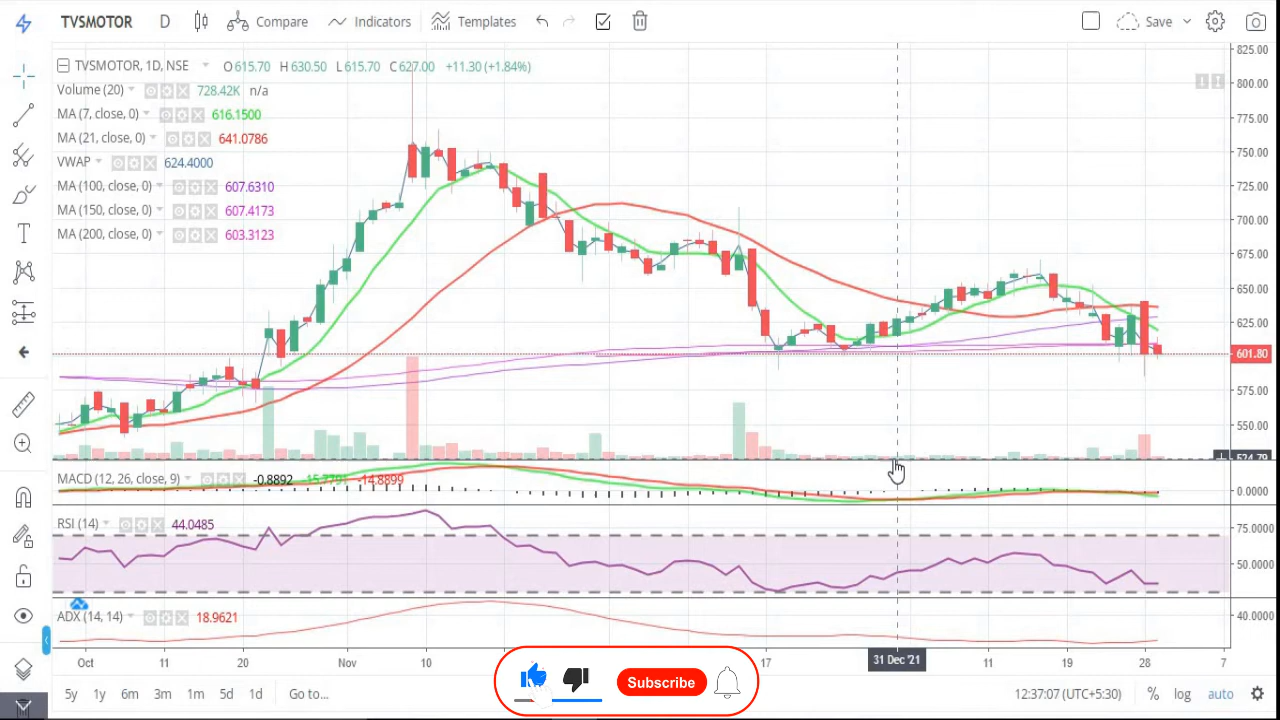 TVSMOTOR D Compare Indicators Templates Save
TVSMOTOR, 1D, NSE O615.70 H630.50 L615.70 C627.00 +11.30 (+1.84%)
Volume (20) 728.42K n/a
MA (7, close, 0) 616.1500
MA (21, close, 0) 641.0786
VWAP 624.4000
MA (100, close, 0) 607.6310
MA (150, close, 0) 607.4173
MA (200, close, 0) 603.3123
825.00
800.00
775.00
750.00
725.00
700.00
675.00
650.00
625.00
601.80
575.00
550.00
524.79
MACD (12, 26, close, 9) -0.8892 -15.7791 -14.8899
0.0000
RSI (14) 44.0485
75.0000
50.0000
ADX (14, 14) 18.9621
40.0000
Oct 11 20 Nov 10 17 31 Dec '21 11 19 28 7
5y 1y 6m 3m 1m 5d 1d Go to... Subscribe 12:37:07 (UTC+5:30) % log auto